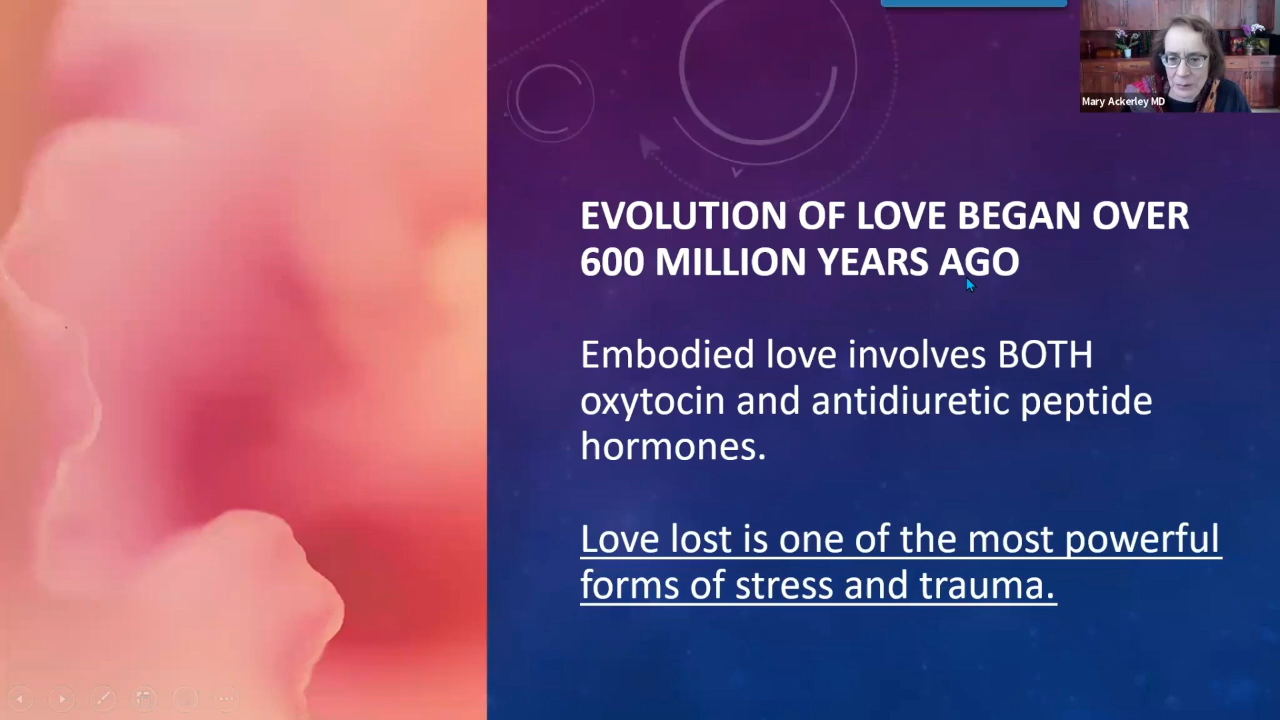 Mary Ackerley MD
EVOLUTION OF LOVE BEGAN OVER
600 MILLION YEARS AGO
Embodied love involves BOTH
oxytocin and antidiuretic peptide
hormones.
Love lost is one of the most powerful
forms of stress and trauma.